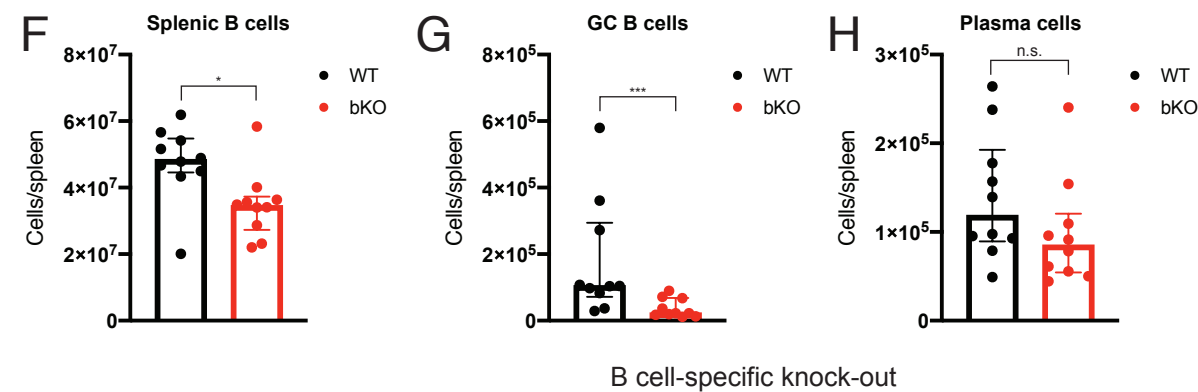 F
Splenic B cells
8×10⁷
6×10⁷
4×10⁷
2×10⁷
0
Cells/spleen
*
WT
bKO
G
GC B cells
8×10⁵
6×10⁵
4×10⁵
2×10⁵
0
Cells/spleen
***
WT
bKO
H
Plasma cells
3×10⁵
2×10⁵
1×10⁵
0
Cells/spleen
n.s.
WT
bKO
B cell-specific knock-out